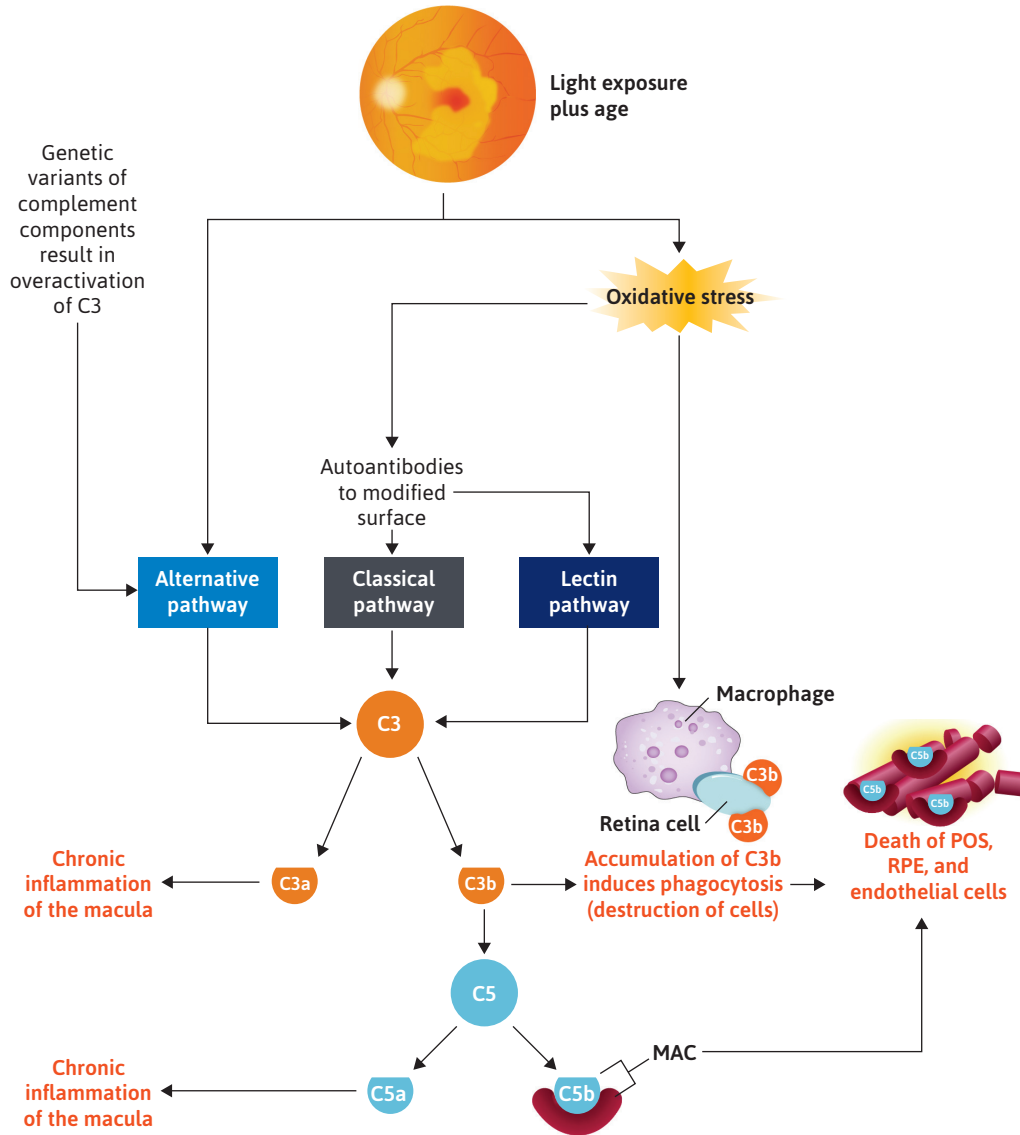 Light exposure
plus age
Genetic
variants of
complement
components
result in
overactivation
of C3
Oxidative stress
Autoantibodies
to modified
surface
Alternative
pathway
Classical
pathway
Lectin
pathway
C3
Macrophage
C3b
C3b
Retina cell
C5b
C5b
C5b
Chronic
inflammation
of the macula
C3a
C3b
Accumulation of C3b
induces phagocytosis
(destruction of cells)
Death of POS,
RPE, and
endothelial cells
C5
Chronic
inflammation
of the macula
C5a
C5b
MAC